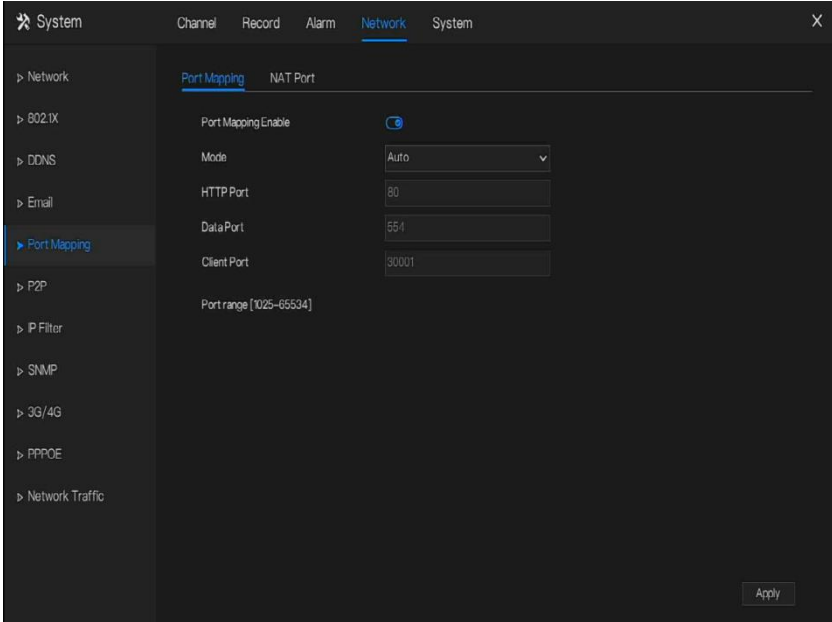 System Channel Record Alarm Network System X
Network
802.1X
DDNS
Email
Port Mapping
P2P
IP Filter
SNMP
3G/4G
PPPOE
Network Traffic
Port Mapping NAT Port
Port Mapping Enable
Mode Auto
HTTP Port 80
Data Port 554
Client Port 30001
Port range [1025-65534]
Apply